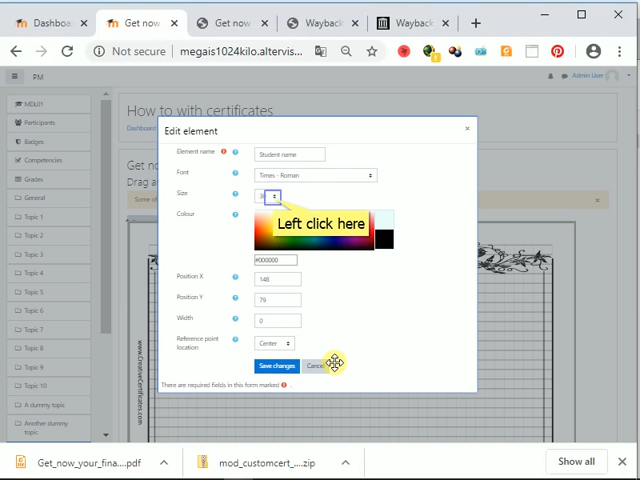 Dashboa
Get now
Get now
Wayback
Wayback
Not secure
megais1024kilo.altervis
PM
Admin User
MDUI1
Participants
Badges
Competencies
Grades
General
Topic 1
Topic 2
Topic 3
Topic 4
Topic 5
Topic 6
Topic 7
Topic 8
Topic 9
Topic 10
A dummy topic
Another dummy
topic
How to with certificates
Dashboard
Get no
Drag a
Some of
www.CreativeCertificates.com
Edit element
Element name
Student name
Font
Times - Roman
Size
Left click here
Colour
#000000
Position X
148
Position Y
79
Width
0
Reference point
location
Center
Save changes
Cancel
There are required fields in this form marked
Get_now_your_fina....pdf
mod_customcert_....zip
Show all